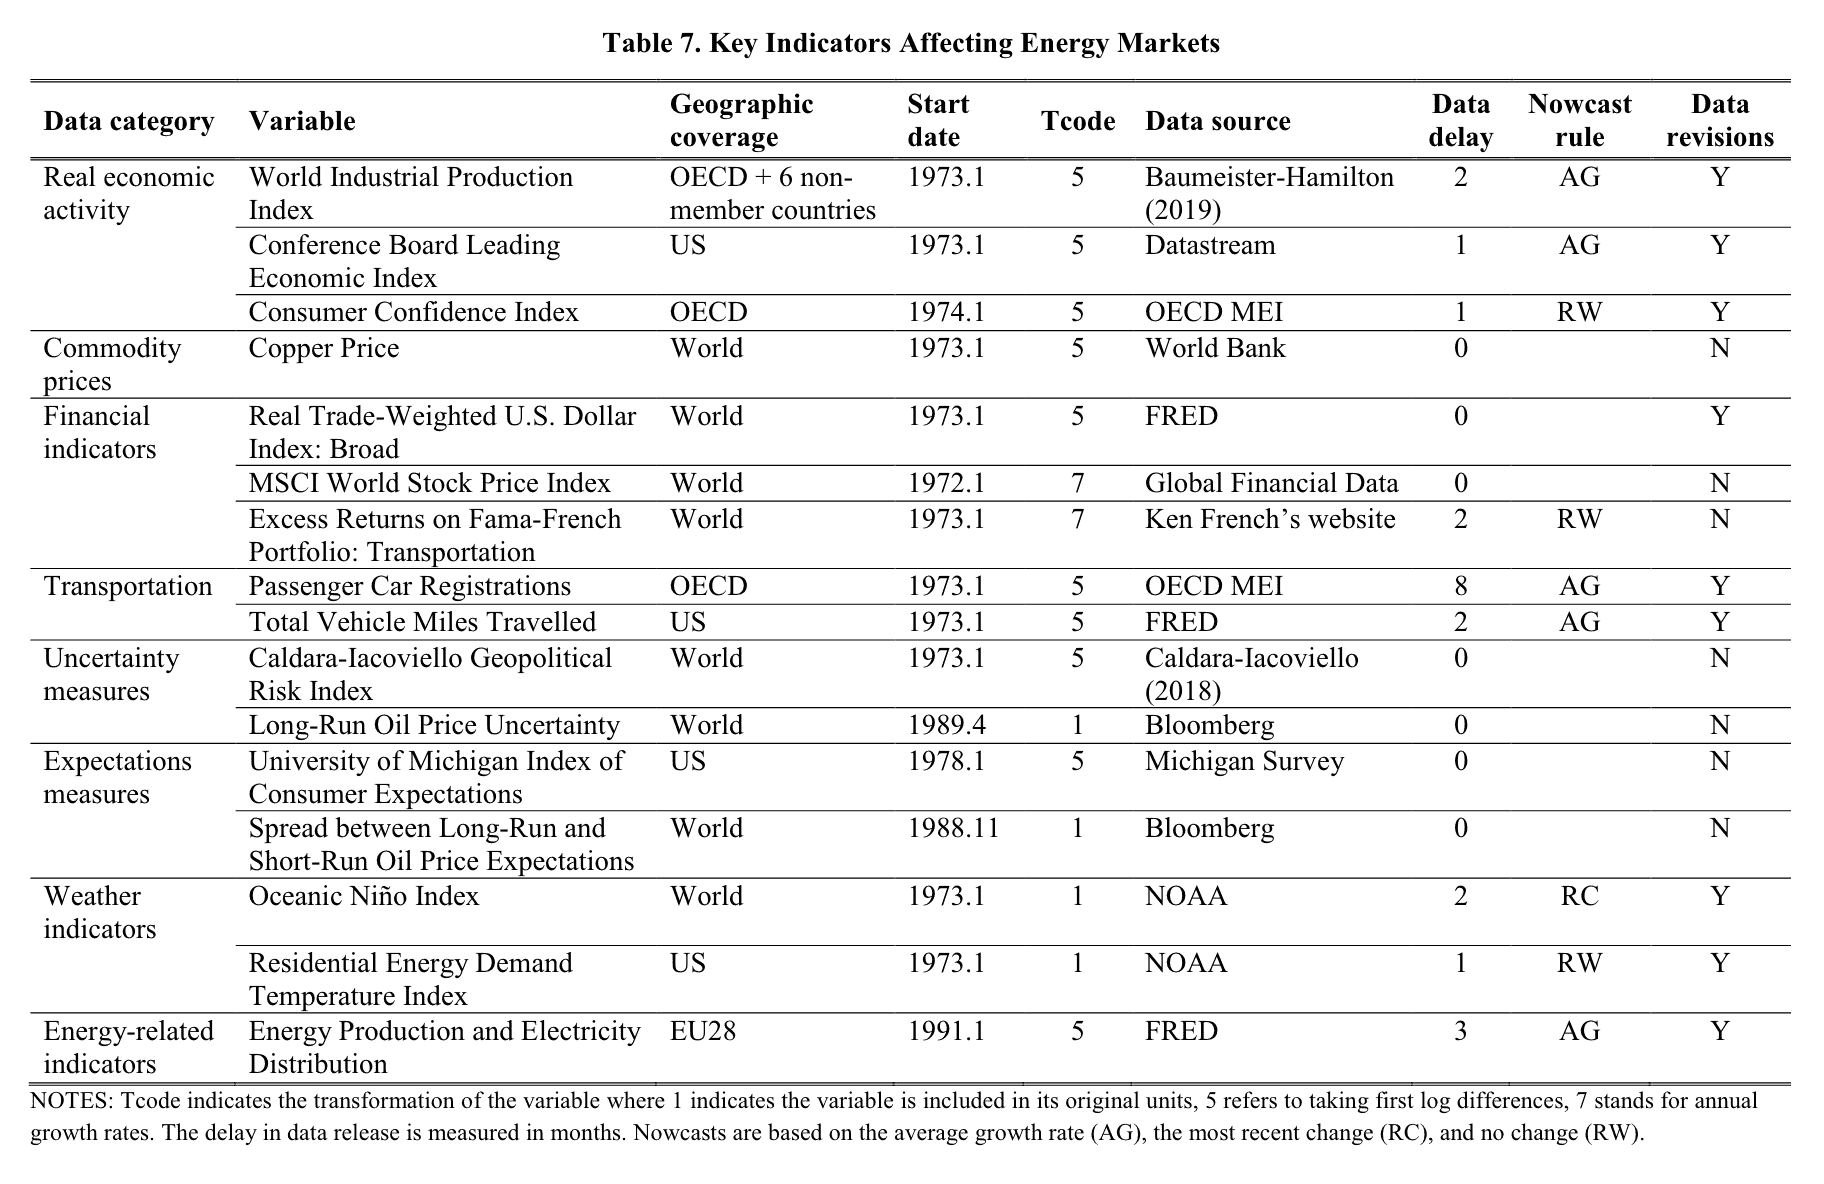 Table 7. Key Indicators Affecting Energy Markets
Data category Variable Geographic coverage Start date Tcode Data source Data delay Nowcast rule Data revisions
Real economic World Industrial Production OECD + 6 non- 1973.1 5 Baumeister-Hamilton 2 AG Y
activity Index member countries (2019)
Conference Board Leading US 1973.1 5 Datastream 1 AG Y
Economic Index
Consumer Confidence Index OECD 1974.1 5 OECD MEI 1 RW Y
Commodity Copper Price World 1973.1 5 World Bank 0 N
prices
Financial Real Trade-Weighted U.S. Dollar World 1973.1 5 FRED 0 Y
indicators Index: Broad
MSCI World Stock Price Index World 1972.1 7 Global Financial Data 0 N
Excess Returns on Fama-French World 1973.1 7 Ken French’s website 2 RW N
Portfolio: Transportation
Transportation Passenger Car Registrations OECD 1973.1 5 OECD MEI 8 AG Y
Total Vehicle Miles Travelled US 1973.1 5 FRED 2 AG Y
Uncertainty Caldara-Iacoviello Geopolitical World 1973.1 5 Caldara-Iacoviello 0 N
measures Risk Index (2018)
Long-Run Oil Price Uncertainty World 1989.4 1 Bloomberg 0 N
Expectations University of Michigan Index of US 1978.1 5 Michigan Survey 0 N
measures Consumer Expectations
Spread between Long-Run and World 1988.11 1 Bloomberg 0 N
Short-Run Oil Price Expectations
Weather Oceanic Niño Index World 1973.1 1 NOAA 2 RC Y
indicators
Residential Energy Demand US 1973.1 1 NOAA 1 RW Y
Temperature Index
Energy-related Energy Production and Electricity EU28 1991.1 5 FRED 3 AG Y
indicators Distribution
NOTES: Tcode indicates the transformation of the variable where 1 indicates the variable is included in its original units, 5 refers to taking first log differences, 7 stands for annual
growth rates. The delay in data release is measured in months. Nowcasts are based on the average growth rate (AG), the most recent change (RC), and no change (RW).